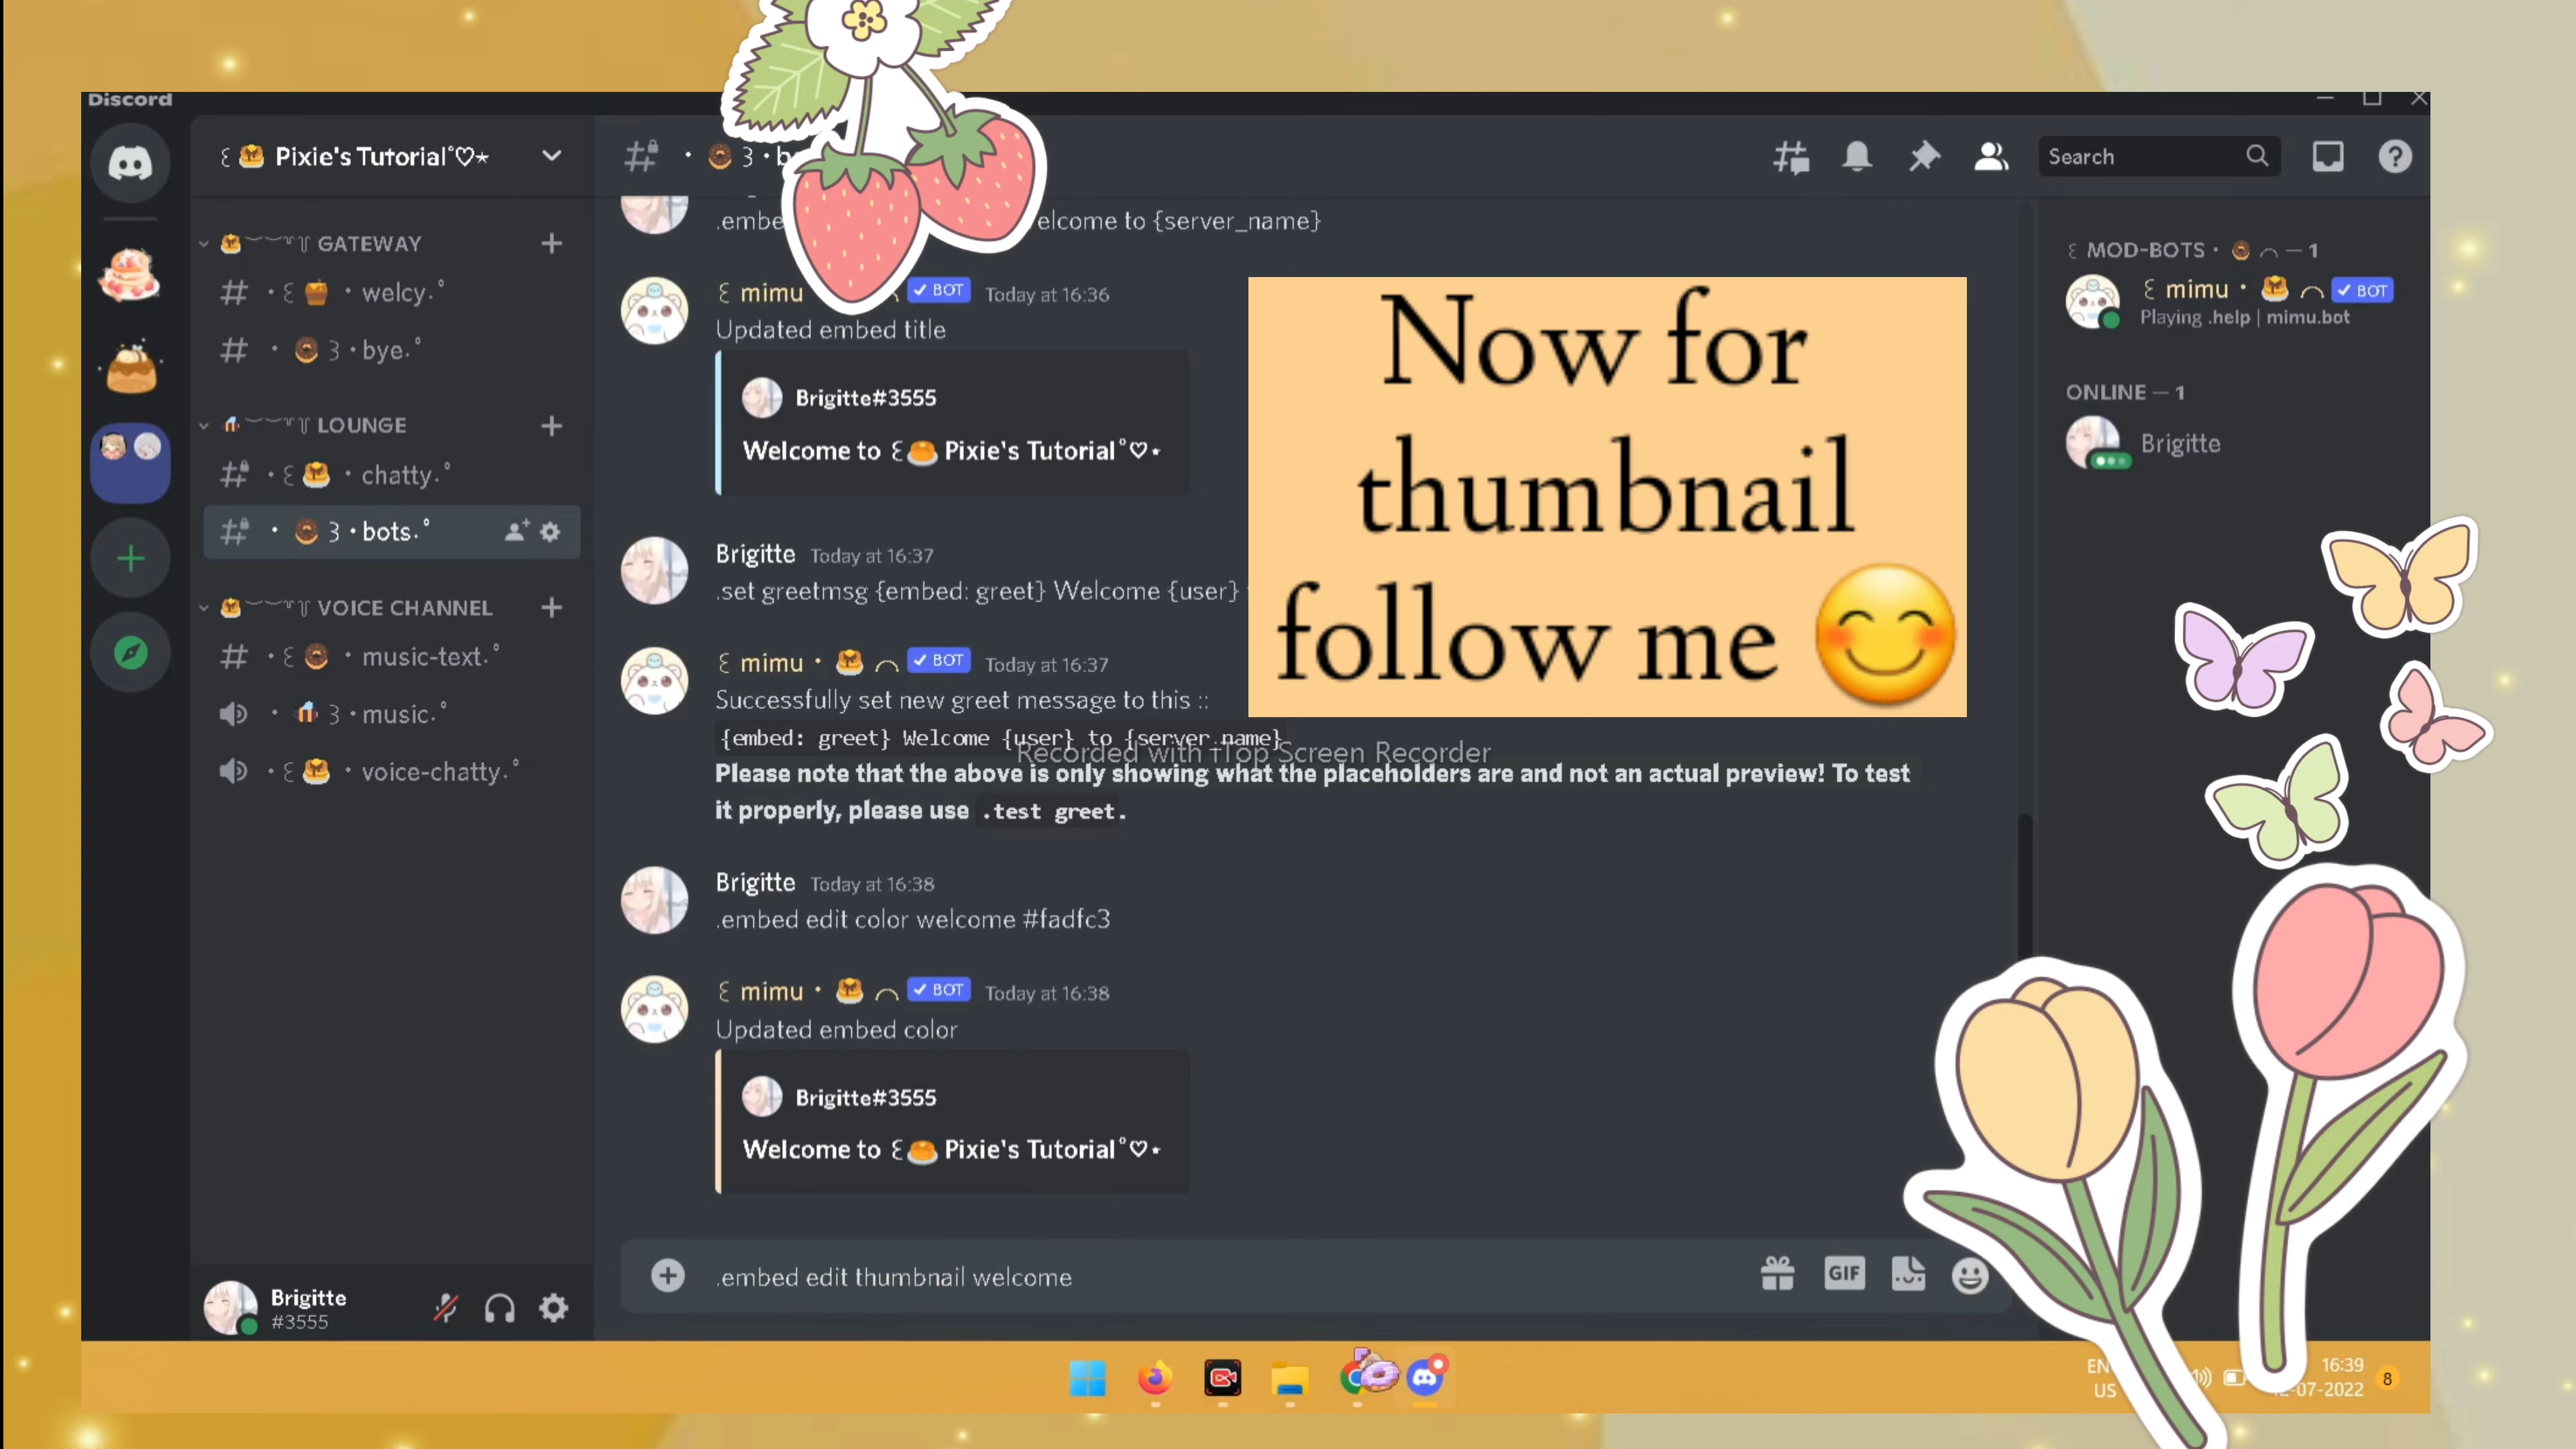 Discord
꒰ 🥞 Pixie's Tutorial˚♡⋆
GATEWAY
# ・꒰ 🍯 ・welcy.˚
# ・ 🍩 ꒱・bye.˚
LOUNGE
# ・꒰ 🥞 ・chatty.˚
# ・ 🍩 ꒱・bots.˚
VOICE CHANNEL
# ・꒰ 🍩 ・music-text.˚
・ 🐝 ꒱・music.˚
・꒰ 🥞 ・voice-chatty.˚
Brigitte
#3555
Search
elcome to {server_name}
꒰ mimu ✓ BOT Today at 16:36
Updated embed title
Brigitte#3555
Welcome to ꒰🥞 Pixie's Tutorial˚♡⋆
Brigitte Today at 16:37
.set greetmsg {embed: greet} Welcome {user}
꒰ mimu・ 🥞 ⌒ ✓ BOT Today at 16:37
Successfully set new greet message to this ::
{embed: greet} Welcome {user} to {server_name}
Recorded with iTop Screen Recorder
Please note that the above is only showing what the placeholders are and not an actual preview! To test
it properly, please use .test greet.
Brigitte Today at 16:38
.embed edit color welcome #fadfc3
꒰ mimu・ 🥞 ⌒ ✓ BOT Today at 16:38
Updated embed color
Brigitte#3555
Welcome to ꒰🥞 Pixie's Tutorial˚♡⋆
.embed edit thumbnail welcome
GIF
Now for
thumbnail
follow me 😊
꒰ MOD-BOTS・ 🍩 ⌒ — 1
꒰ mimu・ 🥞 ⌒ ✓ BOT
Playing .help | mimu.bot
ONLINE — 1
Brigitte
EN
US
16:39
-07-2022
8